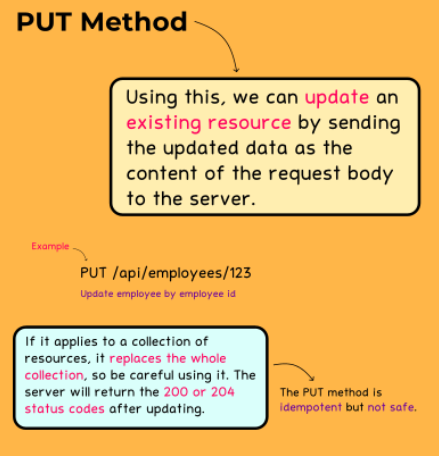 PUT Method
Using this, we can update an
existing resource by sending
the updated data as the
content of the request body
to the server.
Example
PUT /api/employees/123
Update employee by employee id
If it applies to a collection of
resources, it replaces the whole
collection, so be careful using it. The
server will return the 200 or 204
status codes after updating.
The PUT method is
idempotent but not safe.